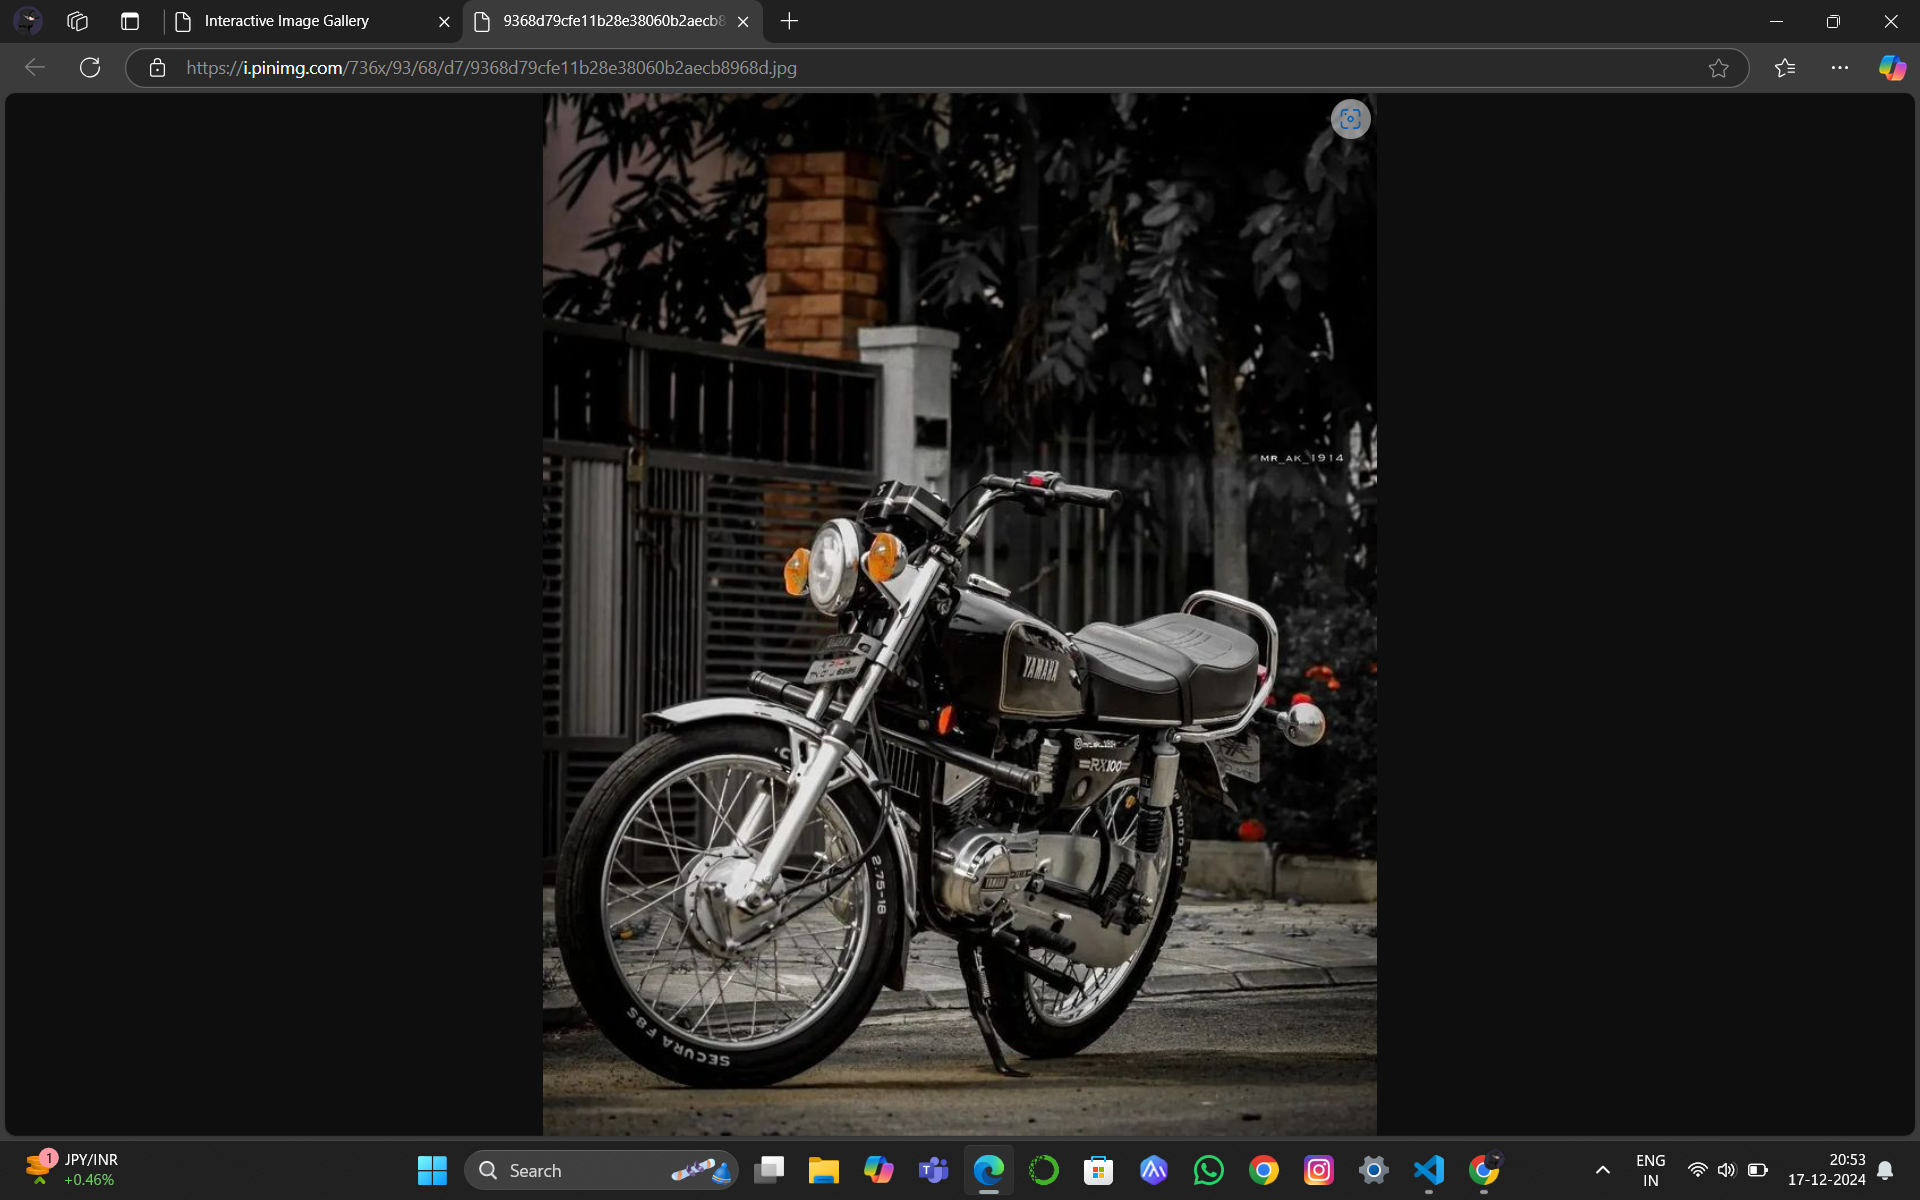 Interactive Image Gallery
9368d79cfe11b28e38060b2aecb8
https://i.pinimg.com/736x/93/68/d7/9368d79cfe11b28e38060b2aecb8968d.jpg
MR_AK_1914
YAMAHA
RX100
YAMAHA
2.75-18
SECURA F85
MOTO-D
1
JPY/INR
+0.46%
Search
ENG
IN
20:53
17-12-2024